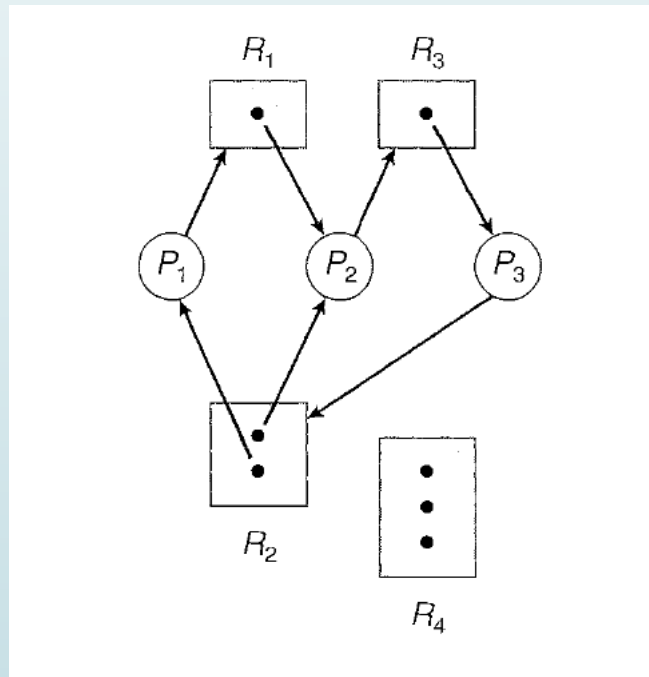 R₁ R₃
P₁ P₂ P₃
R₂
R₄